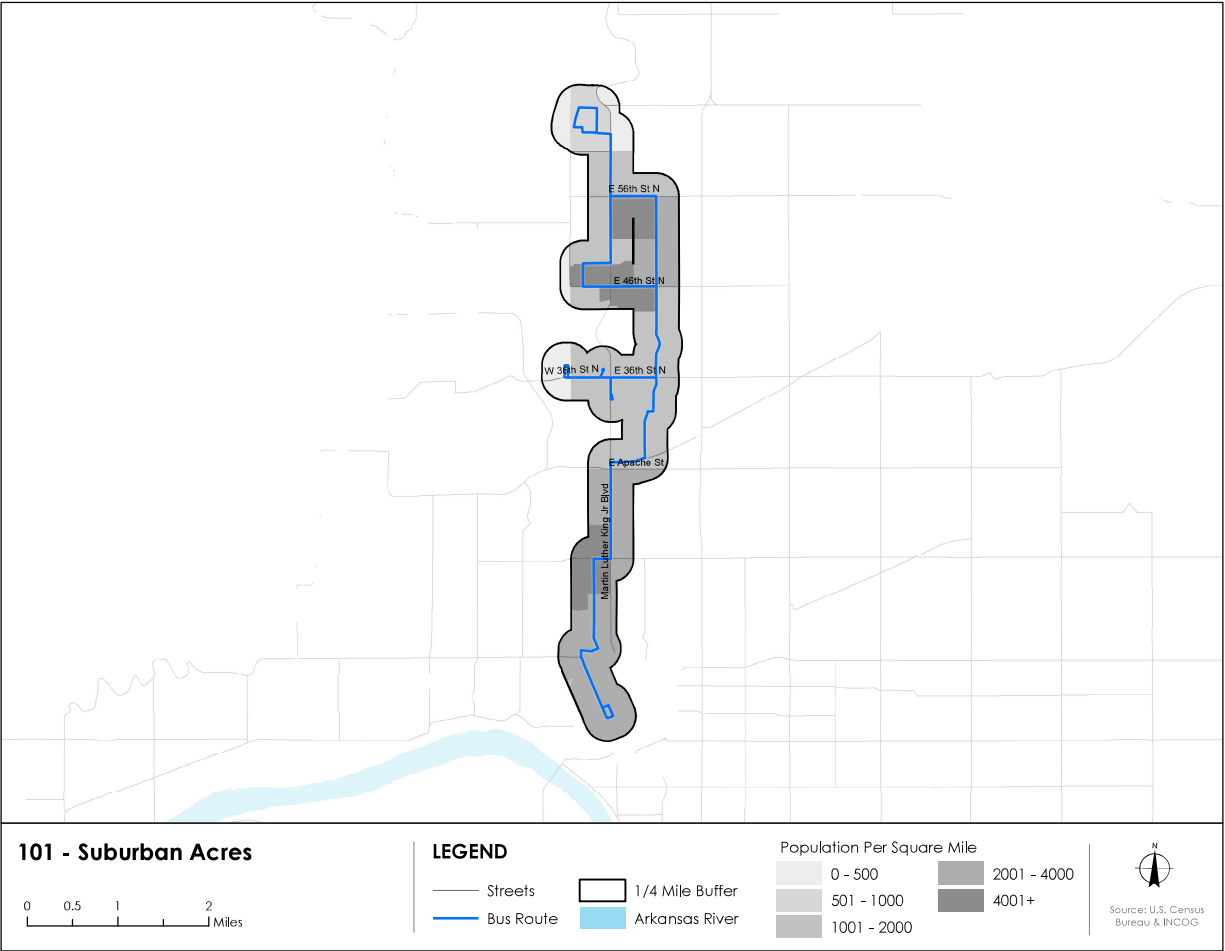 E 56th St N
E 46th St N
W 36th St N
E 36th St N
E Apache St
Martin Luther King Jr Blvd
101 - Suburban Acres
0 0.5 1 2
Miles
LEGEND
Streets
Bus Route
1/4 Mile Buffer
Arkansas River
Population Per Square Mile
0 - 500
501 - 1000
1001 - 2000
2001 - 4000
4001+
N
Source: U.S. Census
Bureau & INCOG